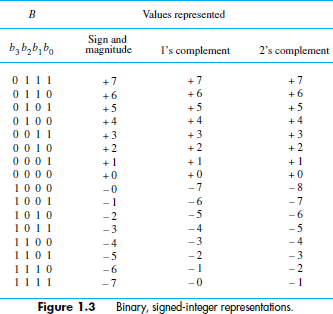 B Values represented
Sign and
b3 b2 b1 b0 magnitude 1's complement 2's complement
0 1 1 1 +7 +7 +7
0 1 1 0 +6 +6 +6
0 1 0 1 +5 +5 +5
0 1 0 0 +4 +4 +4
0 0 1 1 +3 +3 +3
0 0 1 0 +2 +2 +2
0 0 0 1 +1 +1 +1
0 0 0 0 +0 +0 +0
1 0 0 0 −0 −7 −8
1 0 0 1 −1 −6 −7
1 0 1 0 −2 −5 −6
1 0 1 1 −3 −4 −5
1 1 0 0 −4 −3 −4
1 1 0 1 −5 −2 −3
1 1 1 0 −6 −1 −2
1 1 1 1 −7 −0 −1
Figure 1.3 Binary, signed-integer representations.